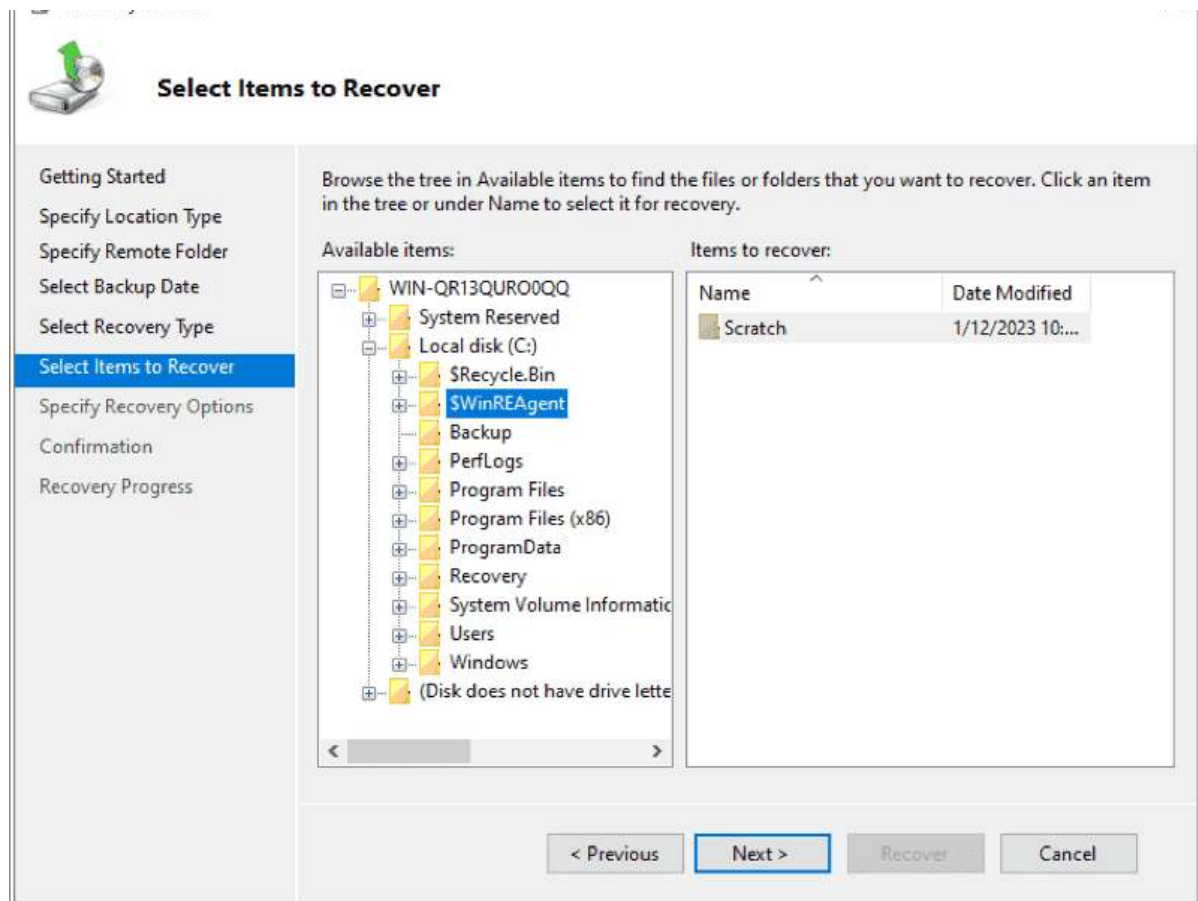 Select Items to Recover
Getting Started
Specify Location Type
Specify Remote Folder
Select Backup Date
Select Recovery Type
Select Items to Recover
Specify Recovery Options
Confirmation
Recovery Progress
Browse the tree in Available items to find the files or folders that you want to recover. Click an item
in the tree or under Name to select it for recovery.
Available items:
WIN-QR13QURO0QQ
System Reserved
Local disk (C:)
$Recycle.Bin
$WinREAgent
Backup
PerfLogs
Program Files
Program Files (x86)
ProgramData
Recovery
System Volume Informatic
Users
Windows
(Disk does not have drive lette
Items to recover:
Name Date Modified
Scratch 1/12/2023 10:...
< Previous Next > Recover Cancel